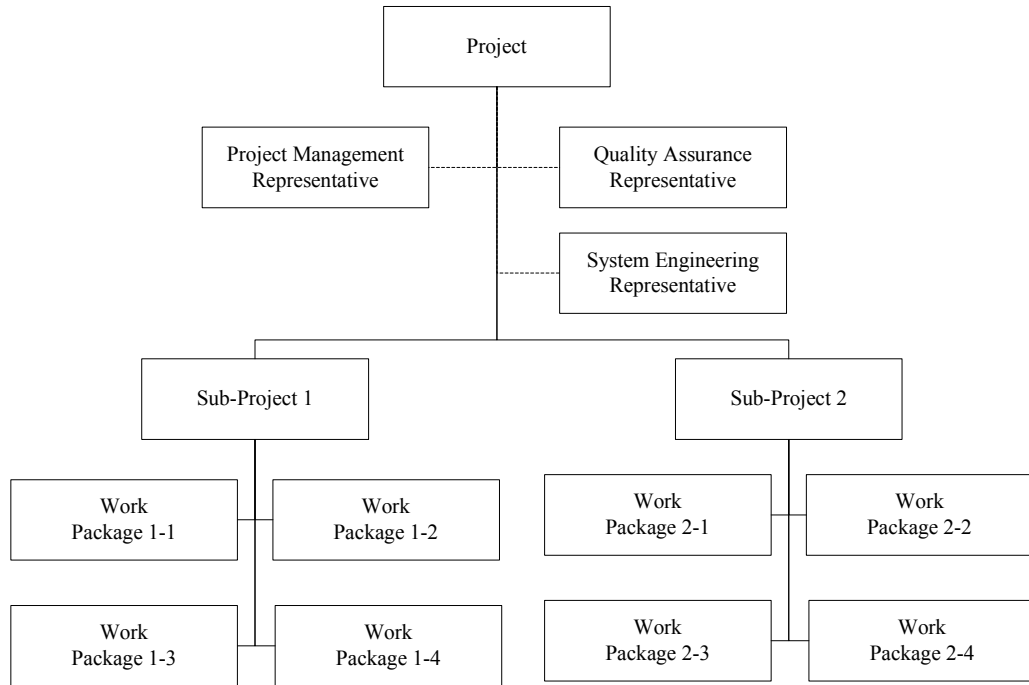 Project
Project Management
Representative
Quality Assurance
Representative
System Engineering
Representative
Sub-Project 1
Sub-Project 2
Work
Package 1-1
Work
Package 1-2
Work
Package 2-1
Work
Package 2-2
Work
Package 1-3
Work
Package 1-4
Work
Package 2-3
Work
Package 2-4